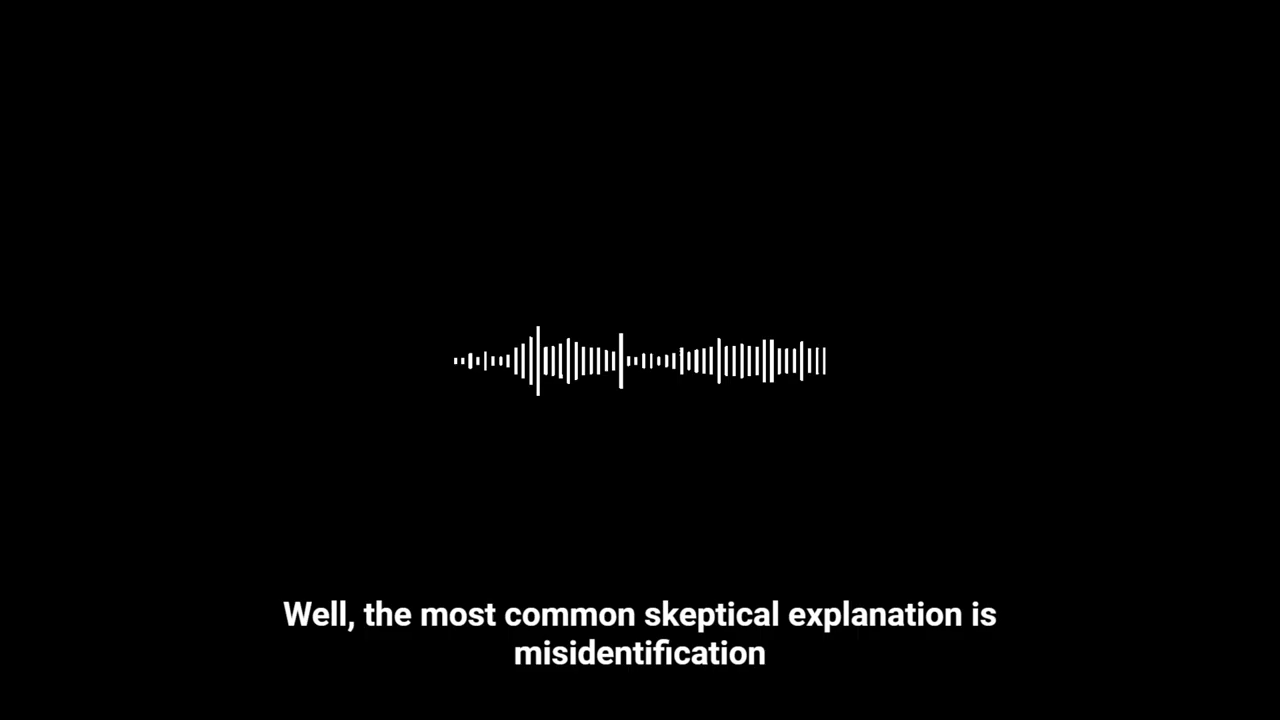 Well, the most common skeptical explanation is
misidentification